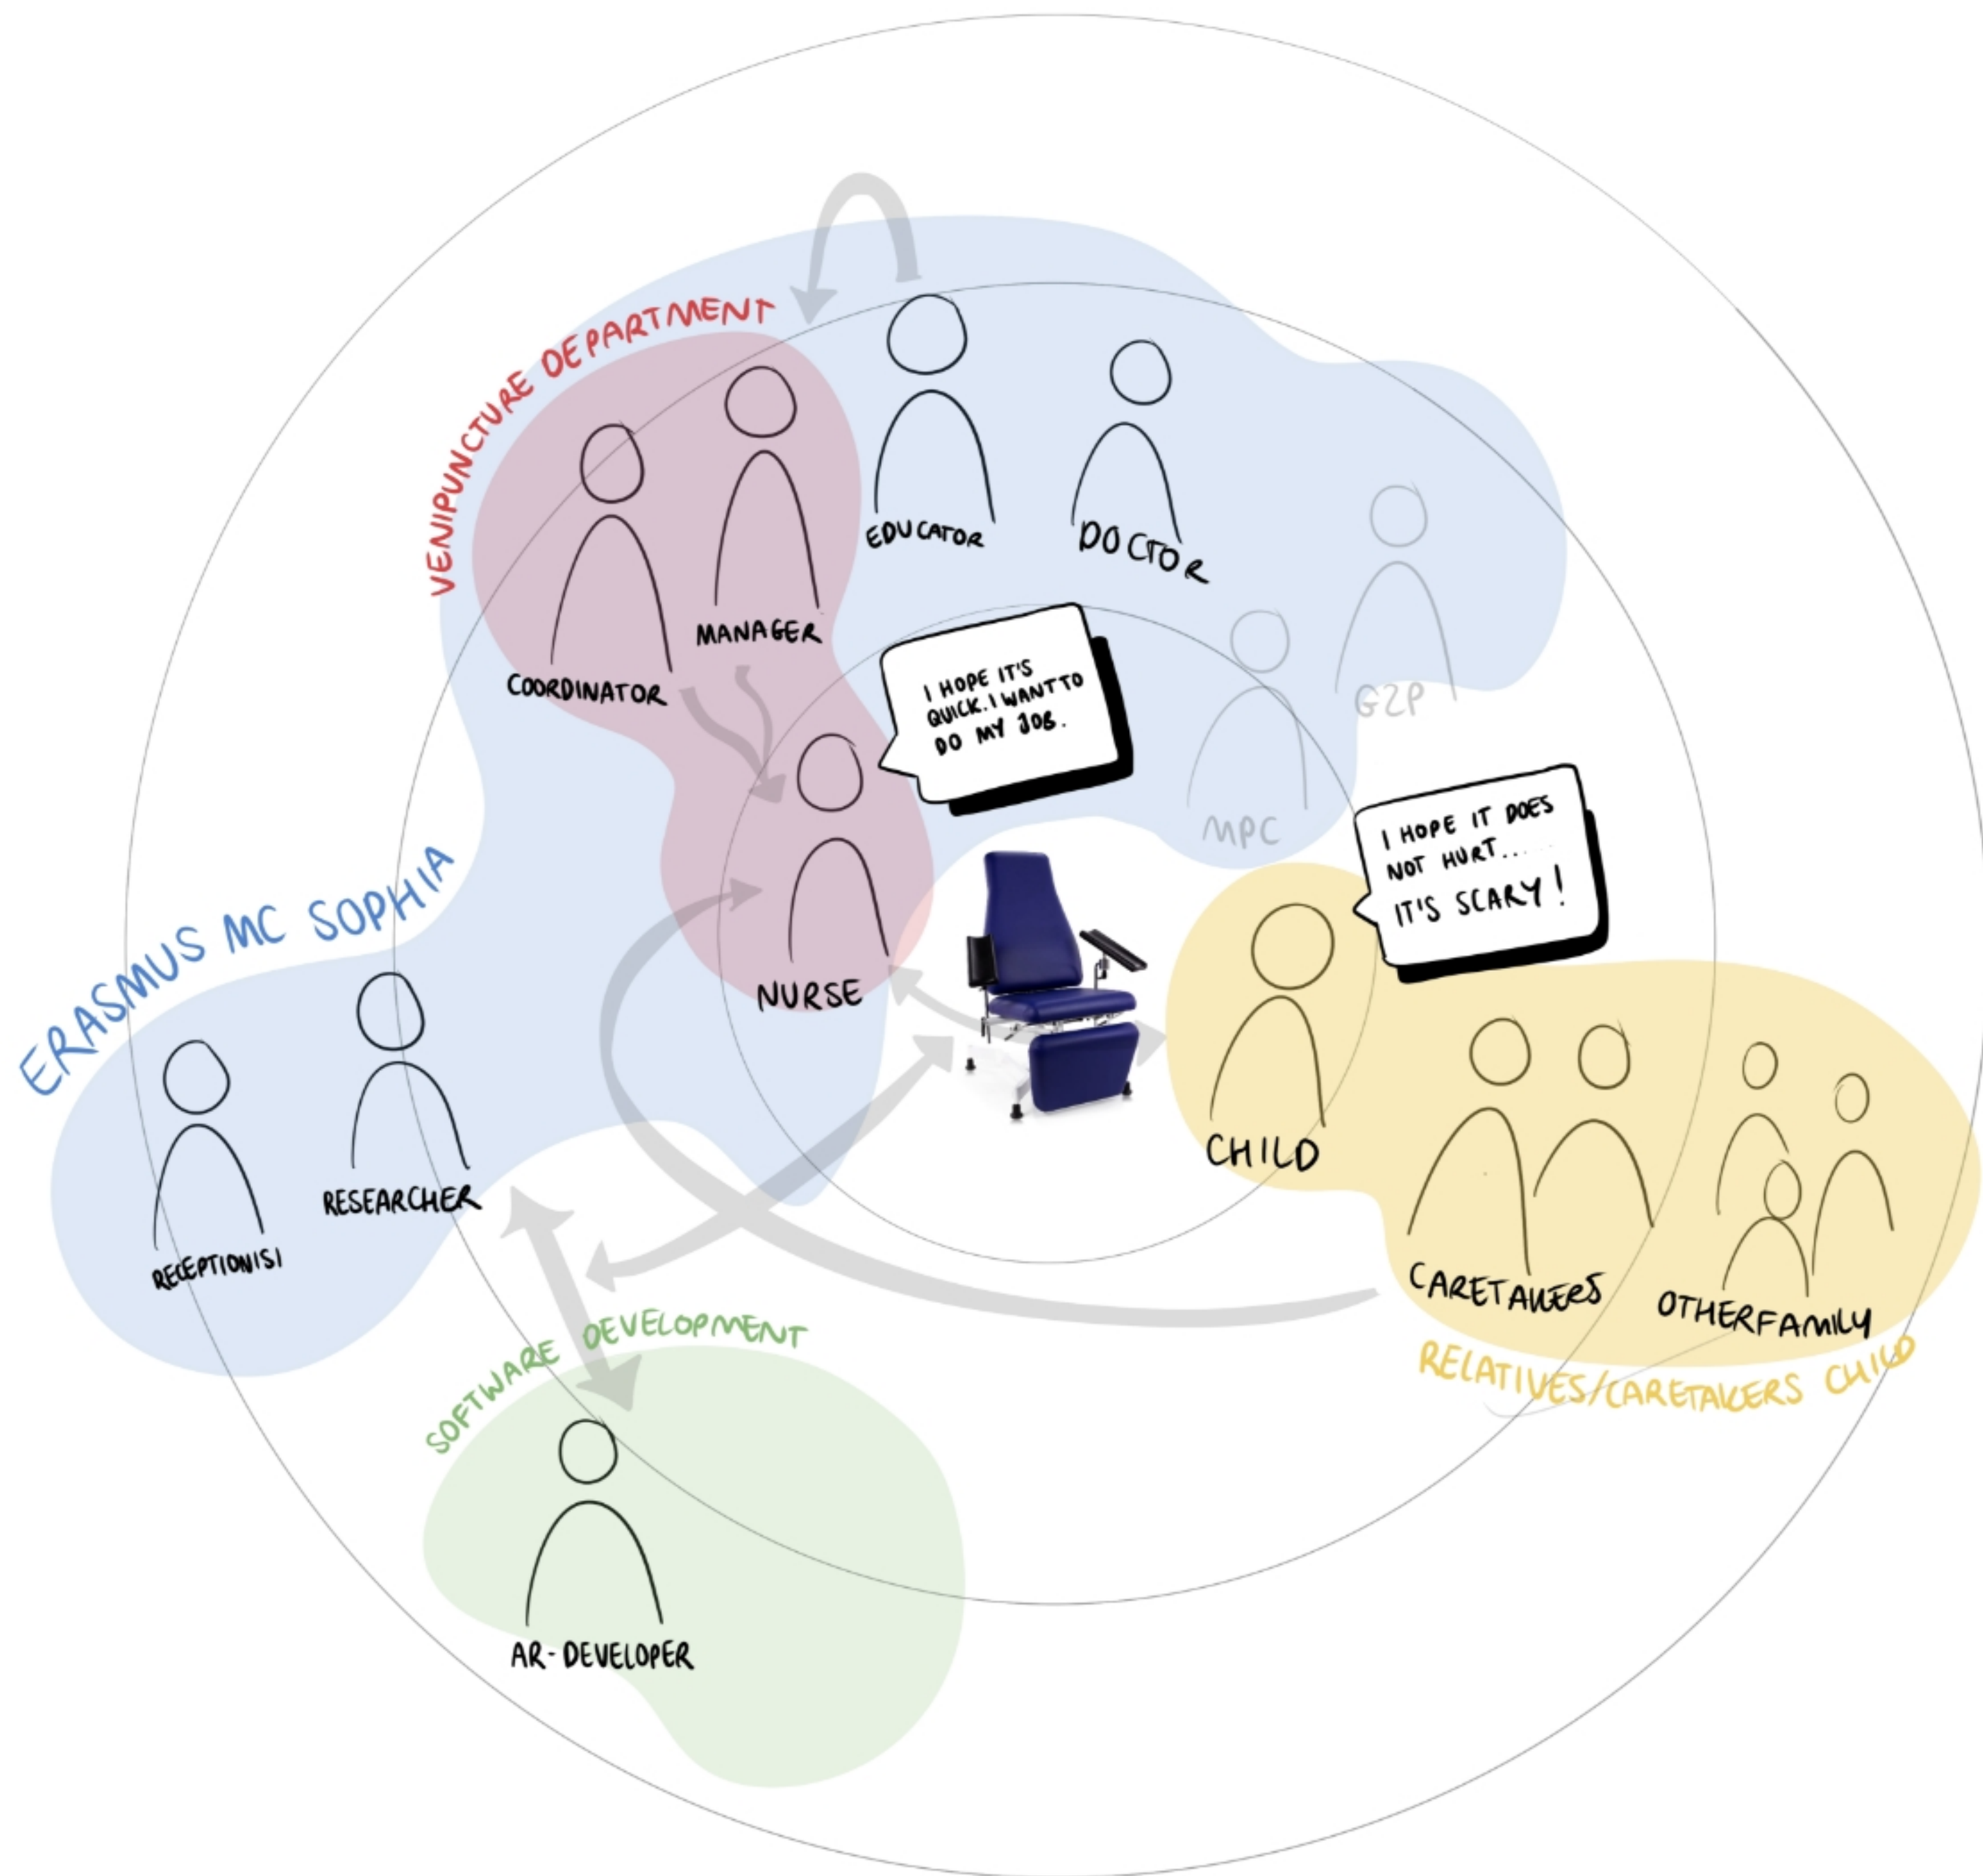 VENIPUNCTURE DEPARTMENT
EDUCATOR
DOCTOR
MANAGER
COORDINATOR
GZP
I HOPE IT'S
QUICK. I WANT TO
DO MY JOB.
MPC
I HOPE IT DOES
NOT HURT.....
IT'S SCARY!
ERASMUS MC SOPHIA
NURSE
CHILD
RESEARCHER
RECEPTIONIST
CARETAKERS
OTHERFAMILY
RELATIVES/CARETAKERS CHILD
SOFTWARE DEVELOPMENT
AR-DEVELOPER